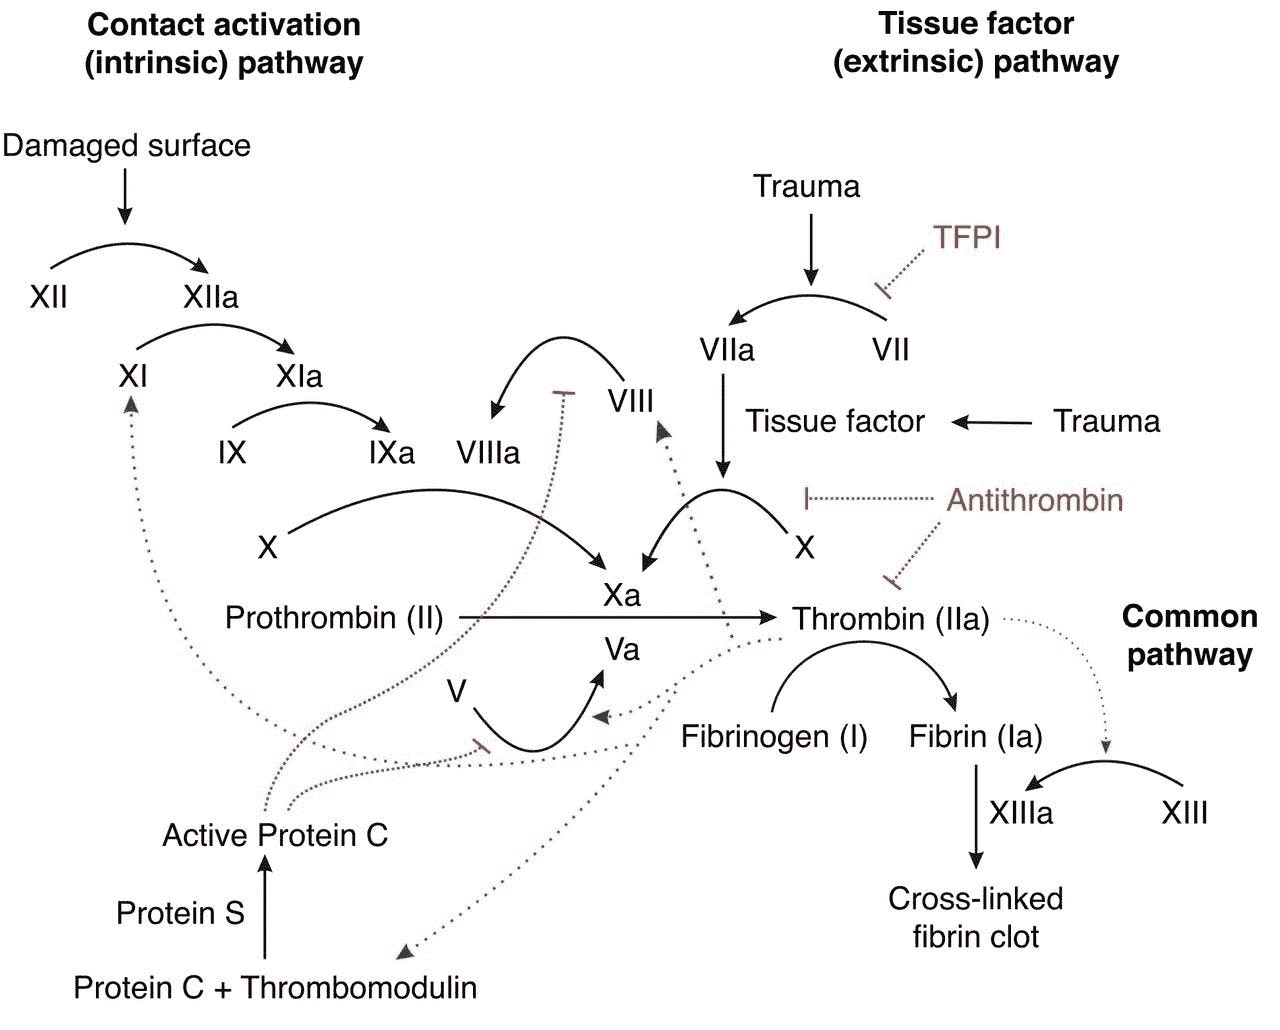 Contact activation
(intrinsic) pathway
Tissue factor
(extrinsic) pathway
Damaged surface
Trauma
TFPI
XII
XIIa
VIIa
VII
XI
XIa
VIII
Tissue factor
Trauma
IX
IXa
VIIIa
Antithrombin
X
X
Xa
Prothrombin (II)
Thrombin (IIa)
Common
pathway
Va
V
Fibrinogen (I)
Fibrin (Ia)
XIIIa
XIII
Active Protein C
Cross-linked
fibrin clot
Protein S
Protein C + Thrombomodulin